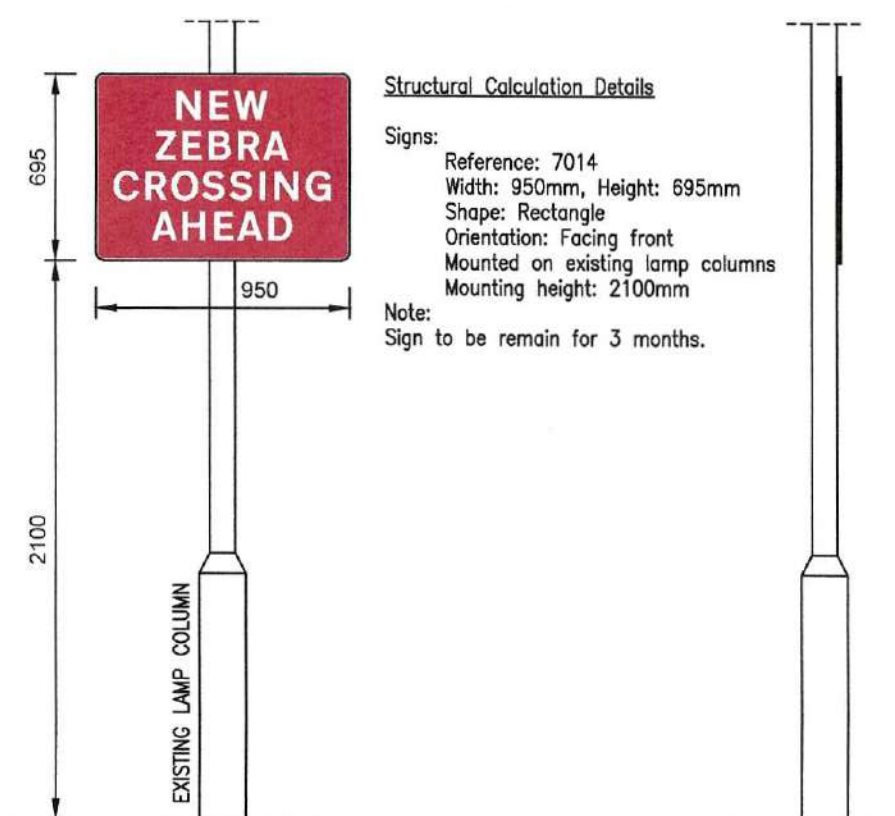 NEW
ZEBRA
CROSSING
AHEAD
695
950
2100
EXISTING LAMP COLUMN
Structural Calculation Details
Signs:
Reference: 7014
Width: 950mm, Height: 695mm
Shape: Rectangle
Orientation: Facing front
Mounted on existing lamp columns
Mounting height: 2100mm
Note:
Sign to be remain for 3 months.